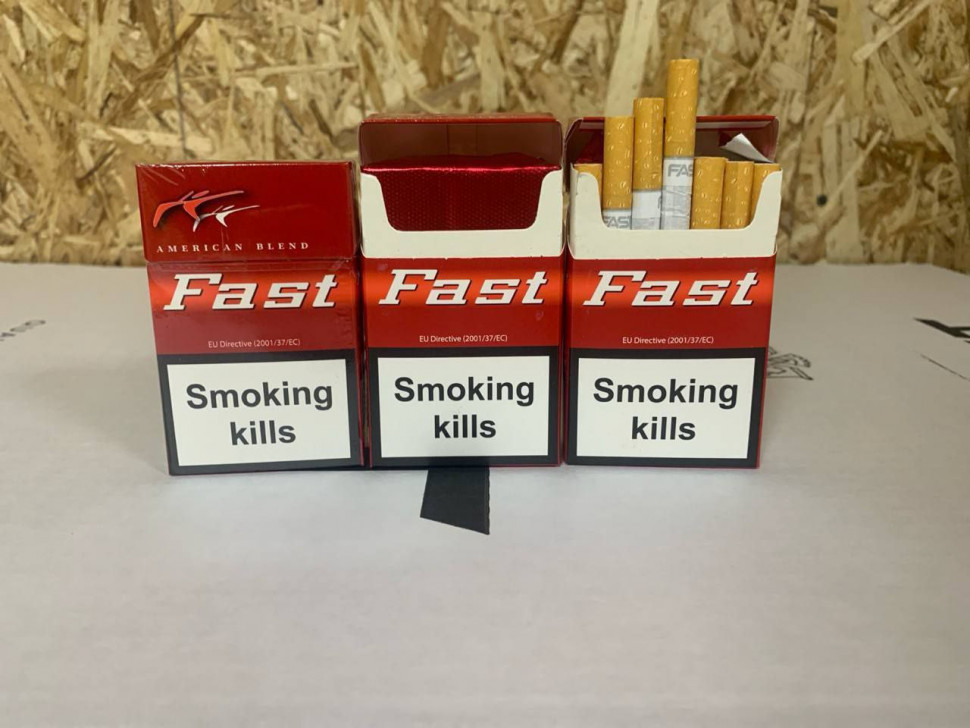 AMERICAN BLEND
Fast
EU Directive (2001/37/EC)
Smoking
kills
Fast
EU Directive (2001/37/EC)
Smoking
kills
FAST
FAS
Fast
EU Directive (2001/37/EC)
Smoking
kills